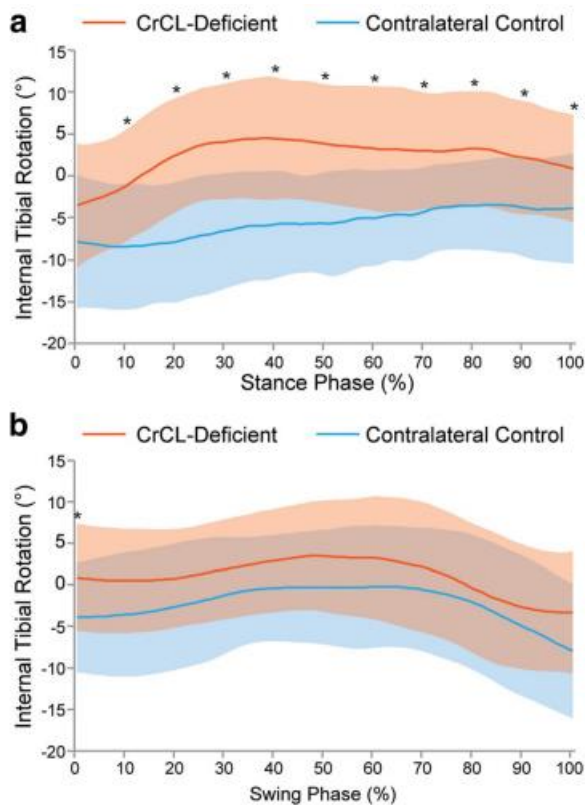 a
CrCL-Deficient Contralateral Control
Internal Tibial Rotation (°)
15
10
5
0
-5
-10
-15
-20
* * * * * * * * * *
0 10 20 30 40 50 60 70 80 90 100
Stance Phase (%)
b
CrCL-Deficient Contralateral Control
Internal Tibial Rotation (°)
15
10
5
0
-5
-10
-15
-20
*
0 10 20 30 40 50 60 70 80 90 100
Swing Phase (%)